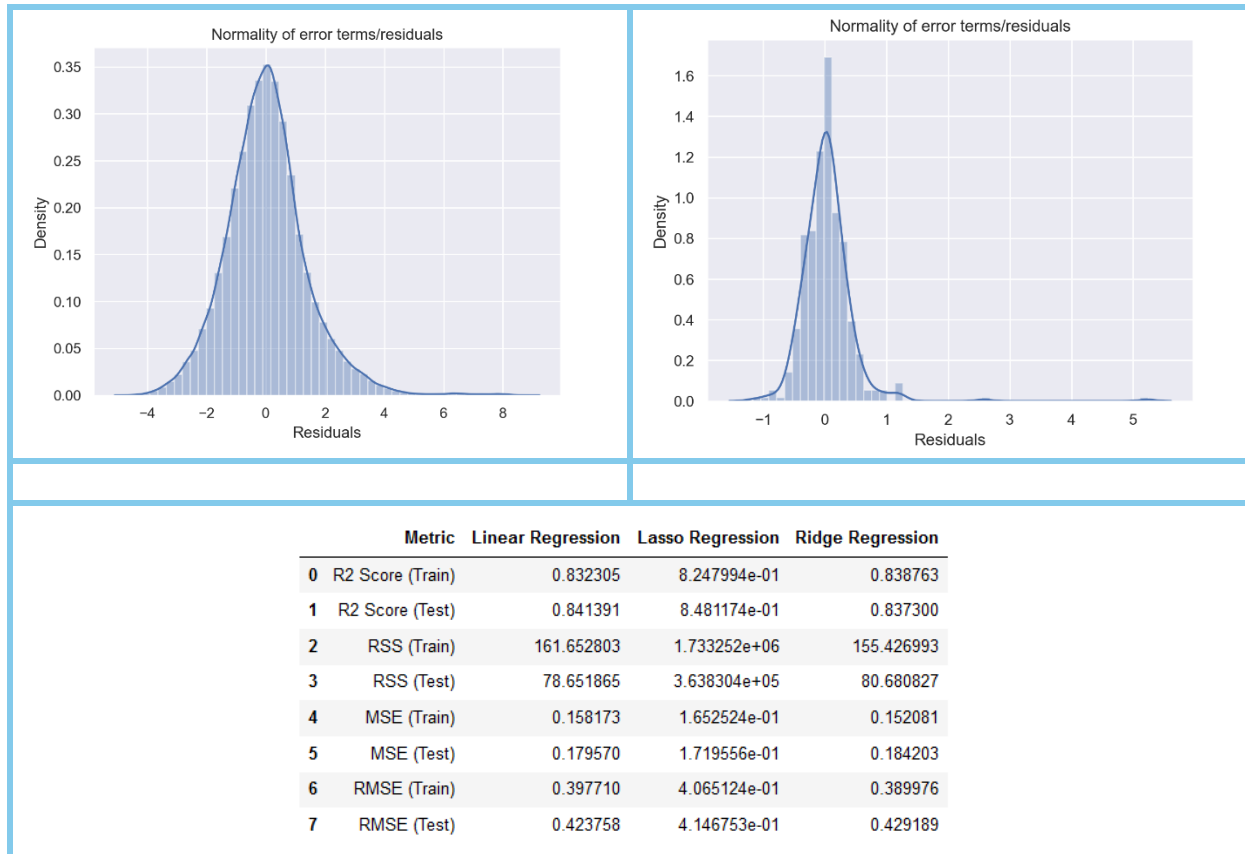 Normality of error terms/residuals
0.35
0.30
0.25
0.20
0.15
0.10
0.05
0.00
Density
−4 −2 0 2 4 6 8
Residuals
Normality of error terms/residuals
1.6
1.4
1.2
1.0
0.8
0.6
0.4
0.2
0.0
Density
−1 0 1 2 3 4 5
Residuals
Metric Linear Regression Lasso Regression Ridge Regression
0 R2 Score (Train) 0.832305 8.247994e-01 0.838763
1 R2 Score (Test) 0.841391 8.481174e-01 0.837300
2 RSS (Train) 161.652803 1.733252e+06 155.426993
3 RSS (Test) 78.651865 3.638304e+05 80.680827
4 MSE (Train) 0.158173 1.652524e-01 0.152081
5 MSE (Test) 0.179570 1.719556e-01 0.184203
6 RMSE (Train) 0.397710 4.065124e-01 0.389976
7 RMSE (Test) 0.423758 4.146753e-01 0.429189